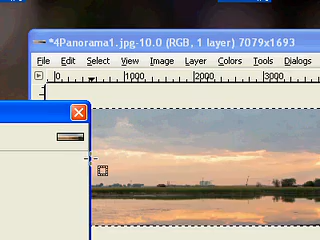 *4Panorama1.jpg-10.0 (RGB, 1 layer) 7079x1693
File Edit Select View Image Layer Colors Tools Dialogs
0 1000 2000 3000